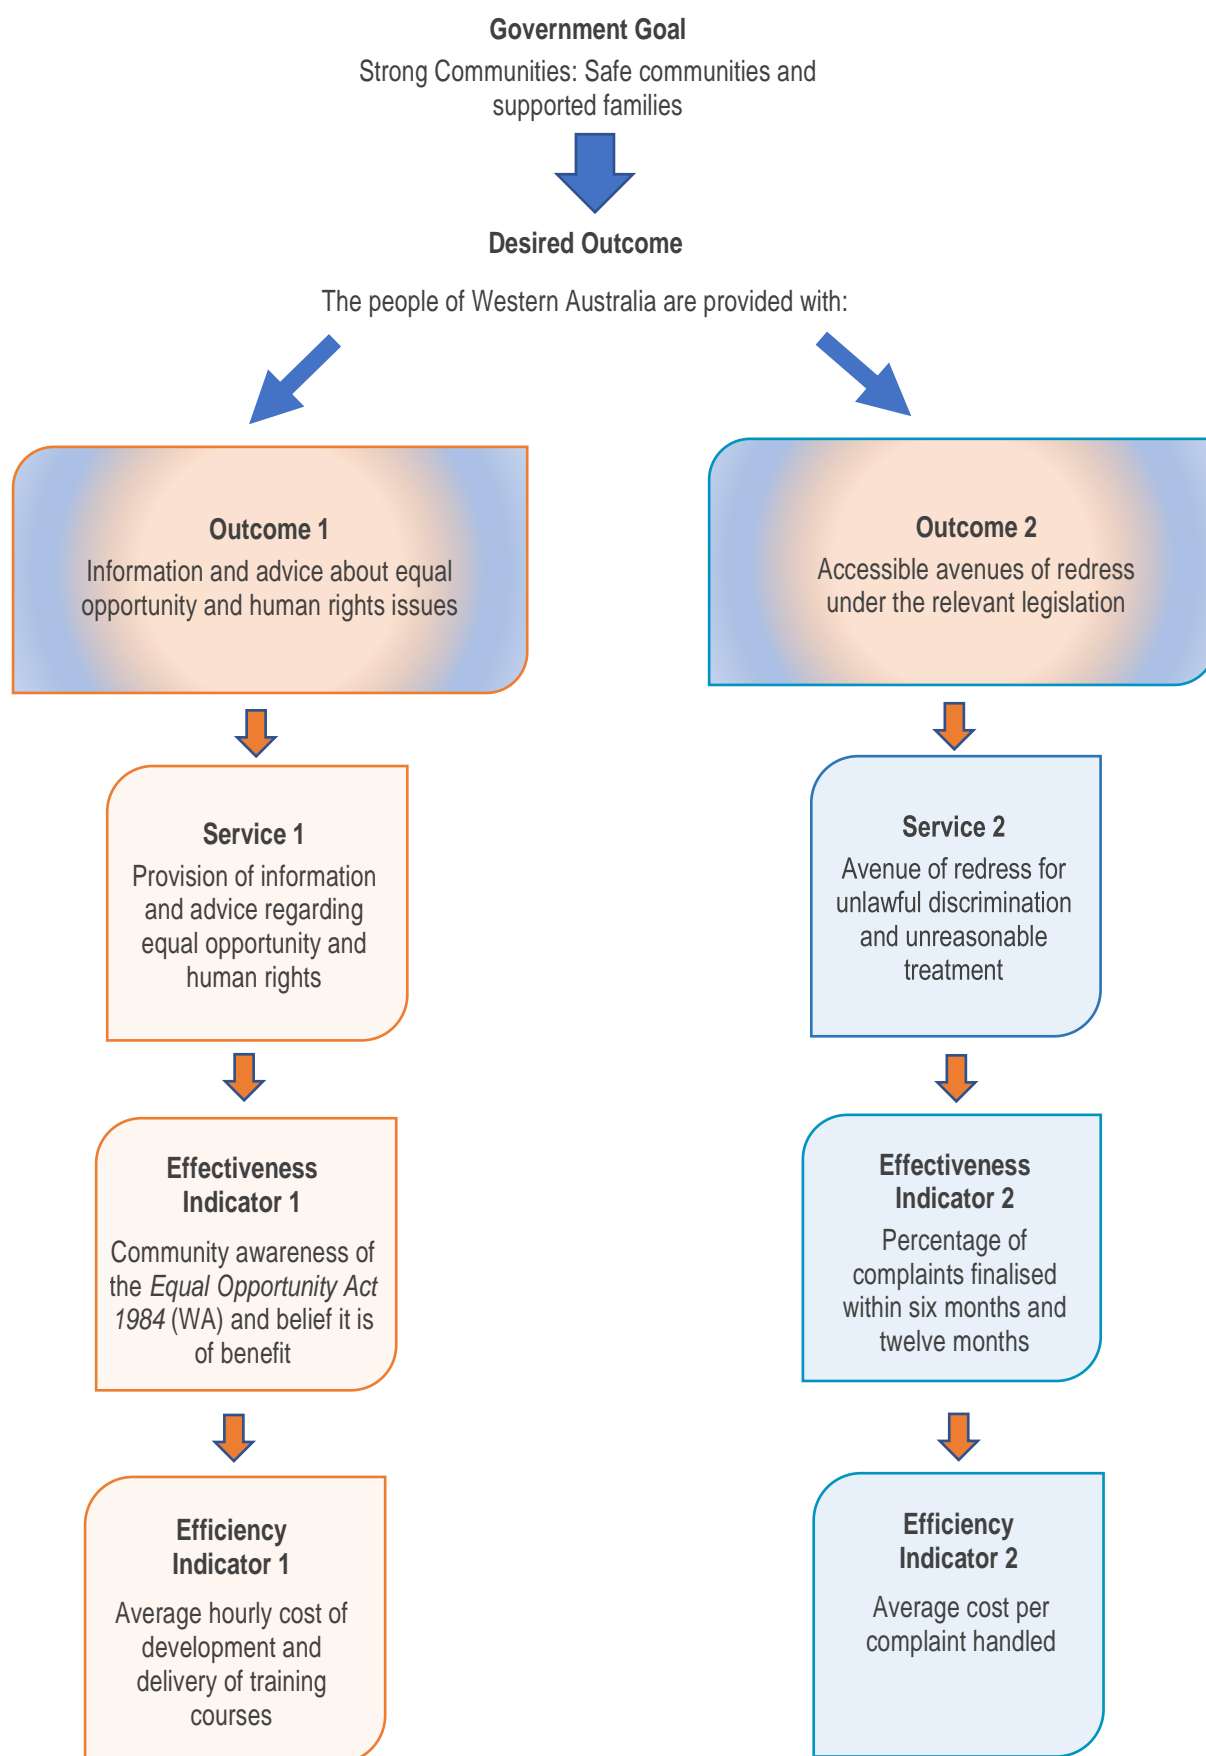 Government Goal
Strong Communities: Safe communities and
supported families
Desired Outcome
The people of Western Australia are provided with:
Outcome 1
Information and advice about equal
opportunity and human rights issues
Outcome 2
Accessible avenues of redress
under the relevant legislation
Service 1
Provision of information
and advice regarding
equal opportunity and
human rights
Service 2
Avenue of redress for
unlawful discrimination
and unreasonable
treatment
Effectiveness
Indicator 1
Community awareness of
the Equal Opportunity Act
1984 (WA) and belief it is
of benefit
Effectiveness
Indicator 2
Percentage of
complaints finalised
within six months and
twelve months
Efficiency
Indicator 1
Average hourly cost of
development and
delivery of training
courses
Efficiency
Indicator 2
Average cost per
complaint handled